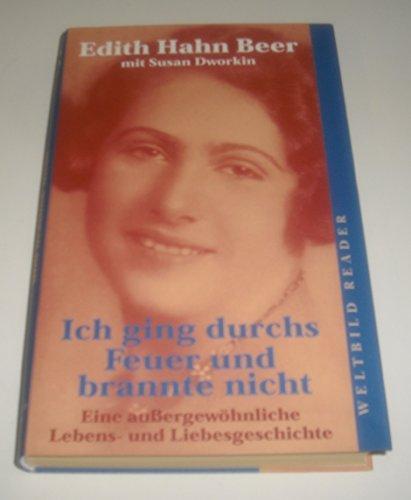 Edith Hahn Beer
mit Susan Dworkin
Ich ging durchs
Feuer und
brannte nicht
Eine außergewöhnliche
Lebens- und Liebesgeschichte
WELTBILD READER